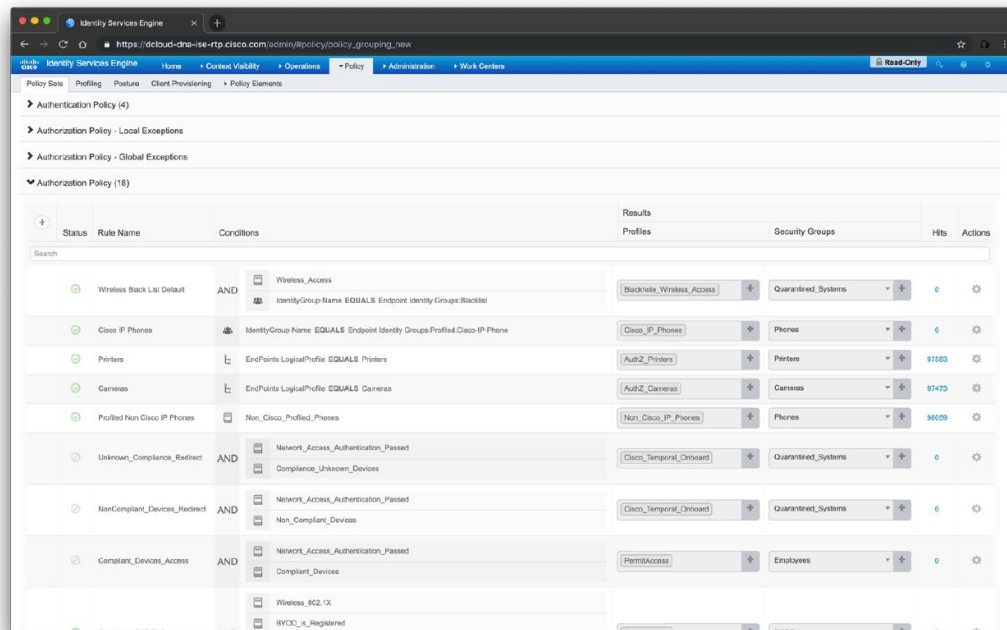 Identity Services Engine
https://dcloud-dna-ise-rtp.cisco.com/admin/#policy/policy_grouping_new
cisco Identity Services Engine Home Context Visibility Operations Policy Administration Work Centers Read-Only
Policy Sets Profiling Posture Client Provisioning Policy Elements
Authentication Policy (4)
Authorization Policy - Local Exceptions
Authorization Policy - Global Exceptions
Authorization Policy (18)
Results
Status Rule Name Conditions Profiles Security Groups Hits Actions
Search
Wireless_Access
Wireless Black List Default AND Blackhole_Wireless_Access Quarantined_Systems 0
IdentityGroup-Name EQUALS Endpoint Identity Groups:Blacklist
Cisco IP Phones IdentityGroup-Name EQUALS Endpoint Identity Groups:Profiled:Cisco-IP-Phone Cisco_IP_Phones Phones 0
Printers EndPoints-LogicalProfile EQUALS Printers AuthZ_Printers Printers 97583
Cameras EndPoints-LogicalProfile EQUALS Cameras AuthZ_Cameras Cameras 97473
Profiled Non Cisco IP Phones Non_Cisco_Profiled_Phones Non_Cisco_IP_Phones Phones 98059
Network_Access_Authentication_Passed
Unknown_Compliance_Redirect AND Cisco_Temporal_Onboard Quarantined_Systems 0
Compliance_Unknown_Devices
Network_Access_Authentication_Passed
NonCompliant_Devices_Redirect AND Cisco_Temporal_Onboard Quarantined_Systems 0
Non_Compliant_Devices
Network_Access_Authentication_Passed
Compliant_Devices_Access AND PermitAccess Employees 0
Compliant_Devices
Wireless_802.1X
BYOD_is_Registered